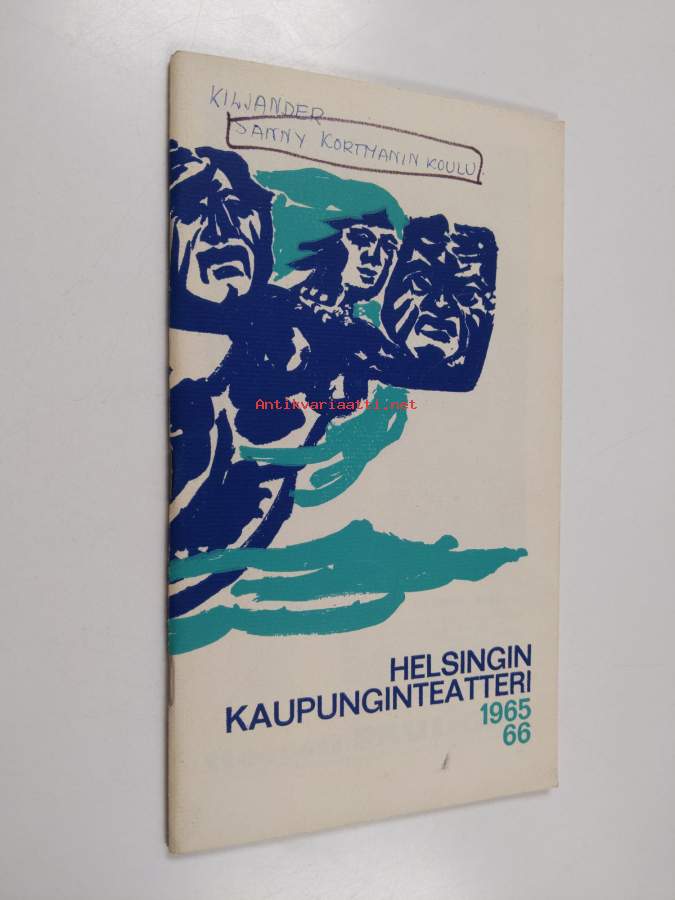 KILJANDER
SANNY KORTMANIN KOULU
Antikvariaatti.net
HELSINGIN
KAUPUNGINTEATTERI
1965
66